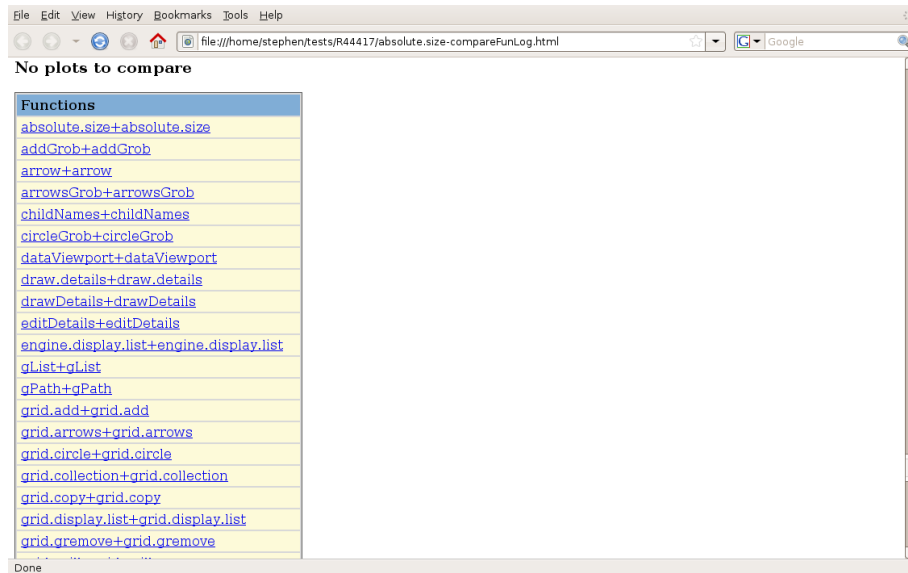 File Edit View History Bookmarks Tools Help
file:///home/stephen/tests/R44417/absolute.size-compareFunLog.html
G Google
No plots to compare
Functions
absolute.size+absolute.size
addGrob+addGrob
arrow+arrow
arrowsGrob+arrowsGrob
childNames+childNames
circleGrob+circleGrob
dataViewport+dataViewport
draw.details+draw.details
drawDetails+drawDetails
editDetails+editDetails
engine.display.list+engine.display.list
gList+gList
gPath+gPath
grid.add+grid.add
grid.arrows+grid.arrows
grid.circle+grid.circle
grid.collection+grid.collection
grid.copy+grid.copy
grid.display.list+grid.display.list
grid.gremove+grid.gremove
Done